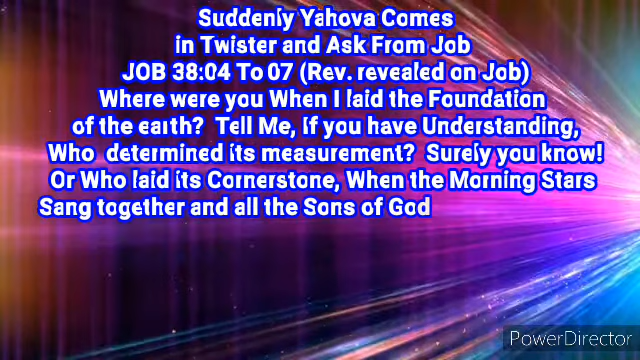 Suddenly Yahova Comes
in Twister and Ask From Job
JOB 38:04 To 07 (Rev. revealed on Job)
Where were you When I laid the Foundation
of the earth? Tell Me, if you have Understanding,
Who determined its measurement? Surely you know!
Or Who laid its Cornerstone, When the Morning Stars
Sang together and all the Sons of God
PowerDirector